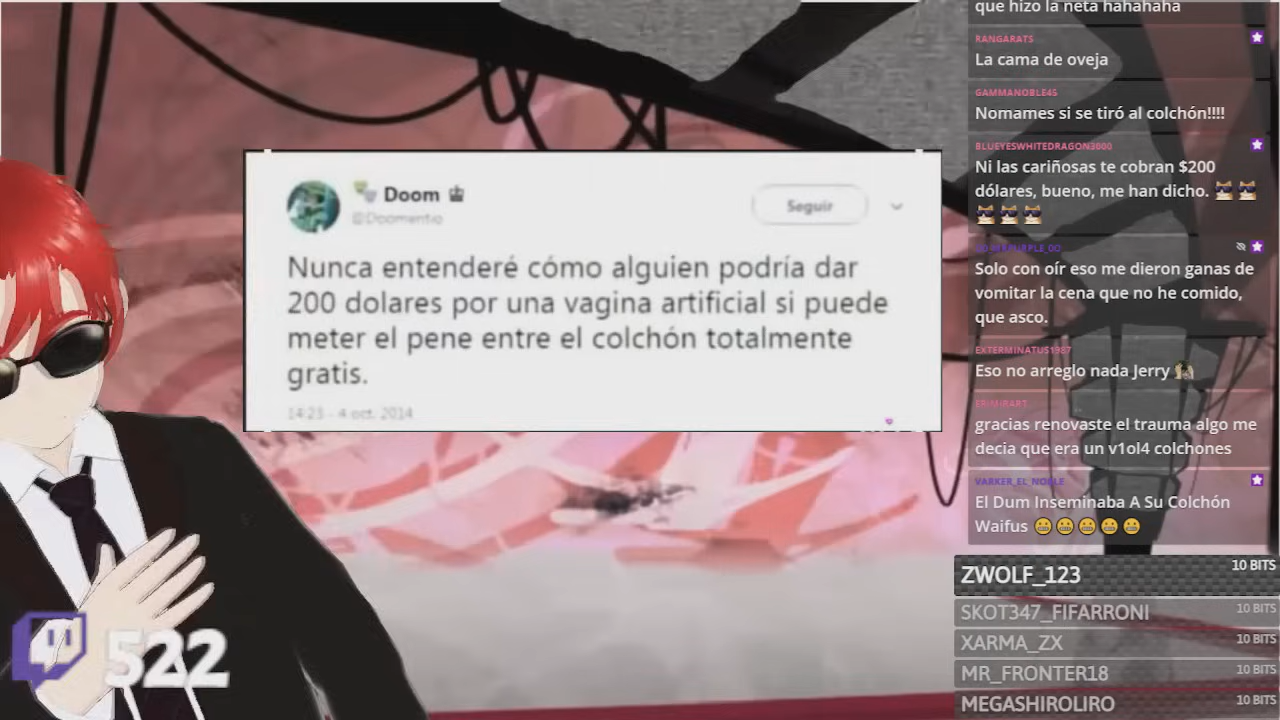 Doom
@Doomentio
Seguir
Nunca entenderé cómo alguien podría dar
200 dolares por una vagina artificial si puede
meter el pene entre el colchón totalmente
gratis.
14:23 - 4 oct. 2014
522
que hizo la neta hahahaha
RANGARATS
La cama de oveja
GAMMANOBLE45
Nomames si se tiró al colchón!!!!
BLUEYESWHITEDRAGON3000
Ni las cariñosas te cobran $200
dólares, bueno, me han dicho.
Solo con oír eso me dieron ganas de
vomitar la cena que no he comido,
que asco.
EXTERMINATUS1987
Eso no arreglo nada Jerry
gracias renovaste el trauma algo me
decia que era un v1ol4 colchones
VARKER_EL_NOBLE
El Dum Inseminaba A Su Colchón
Waifus
ZWOLF_123 10 BITS
SKOT347_FIFARRONI 10 BITS
XARMA_ZX 10 BITS
MR_FRONTER18 10 BITS
MEGASHIROLIRO 10 BITS